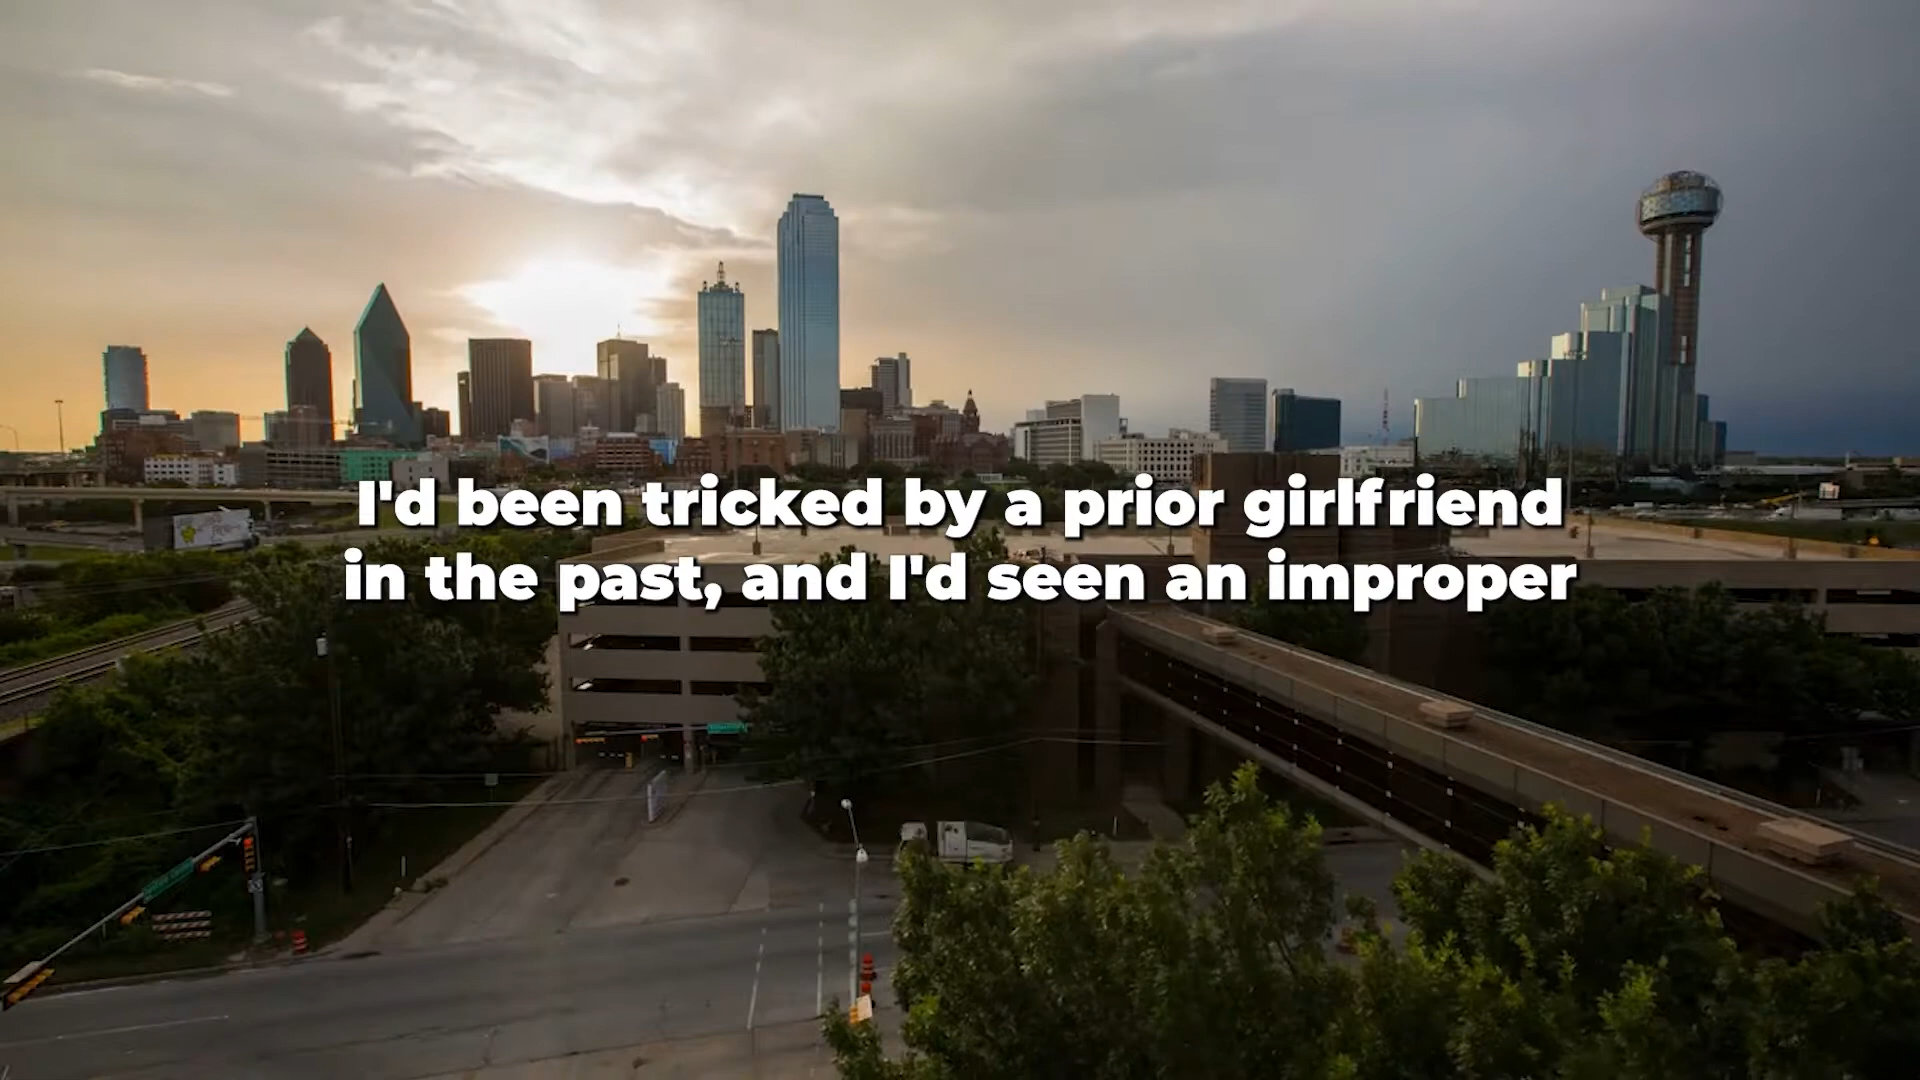 I'd been tricked by a prior girlfriend
in the past, and I'd seen an improper